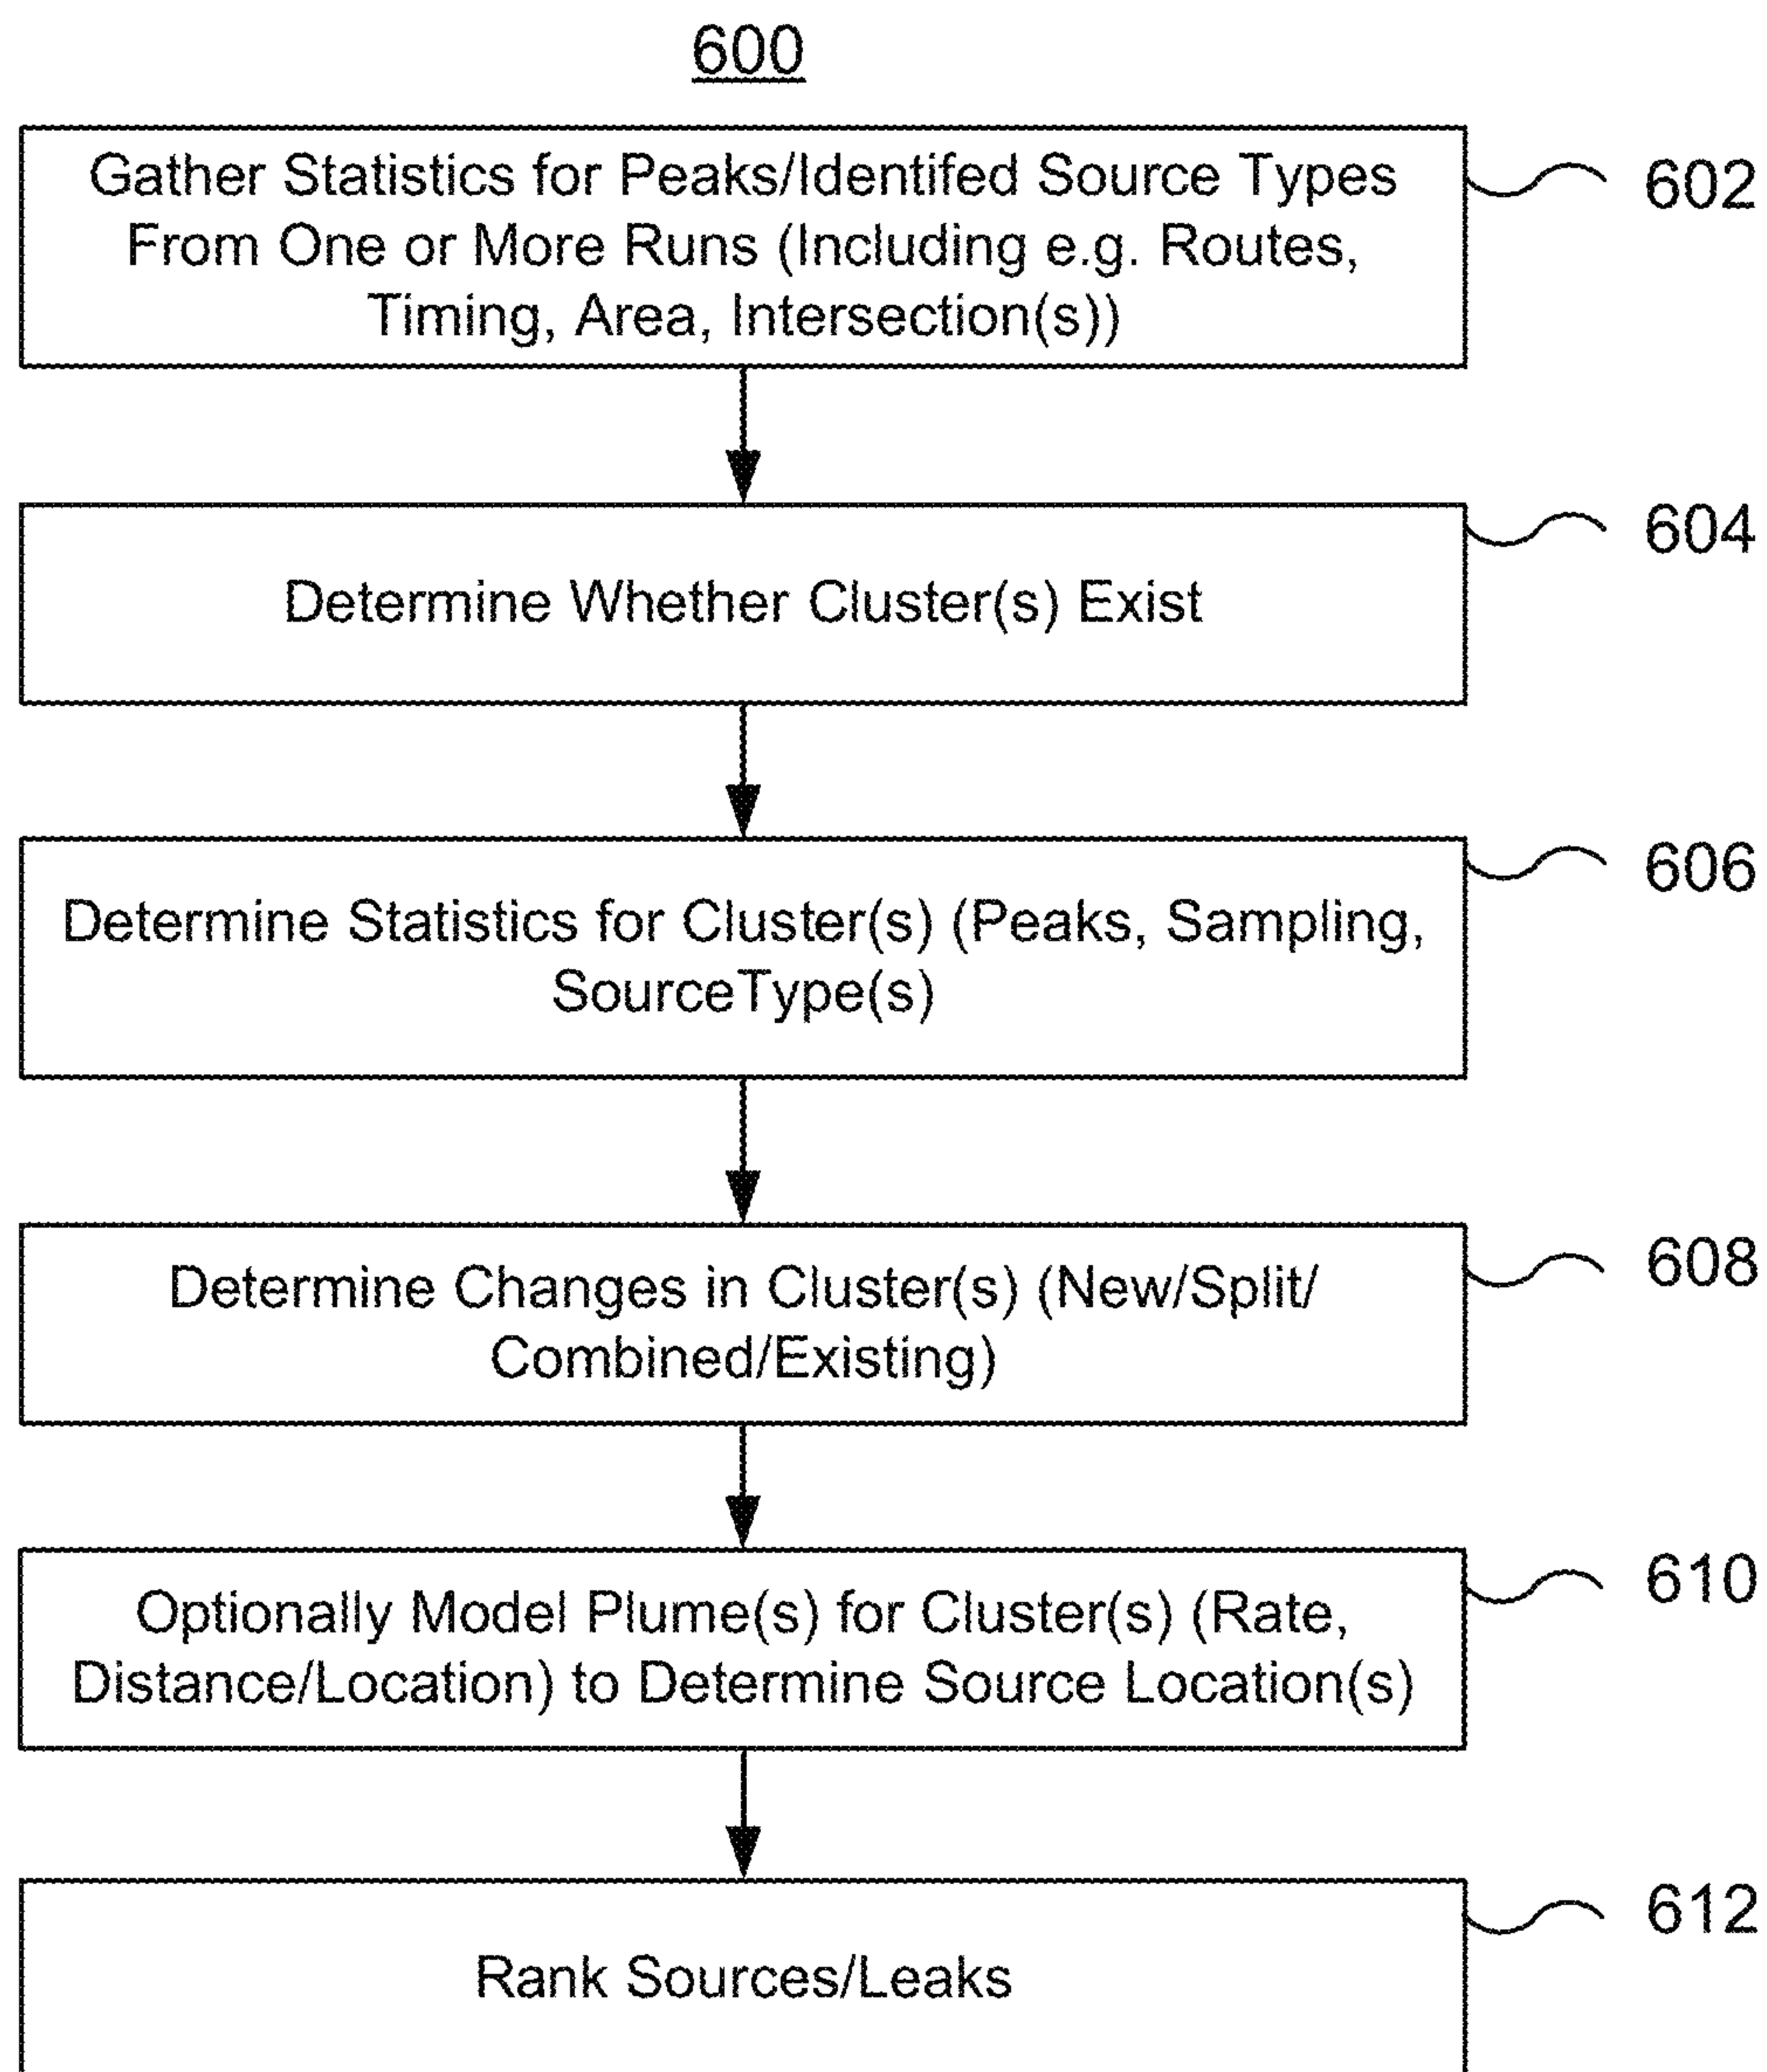 600
Gather Statistics for Peaks/Identifed Source Types
From One or More Runs (Including e.g. Routes,
Timing, Area, Intersection(s))
602
Determine Whether Cluster(s) Exist
604
Determine Statistics for Cluster(s) (Peaks, Sampling,
SourceType(s)
606
Determine Changes in Cluster(s) (New/Split/
Combined/Existing)
608
Optionally Model Plume(s) for Cluster(s) (Rate,
Distance/Location) to Determine Source Location(s)
610
Rank Sources/Leaks
612